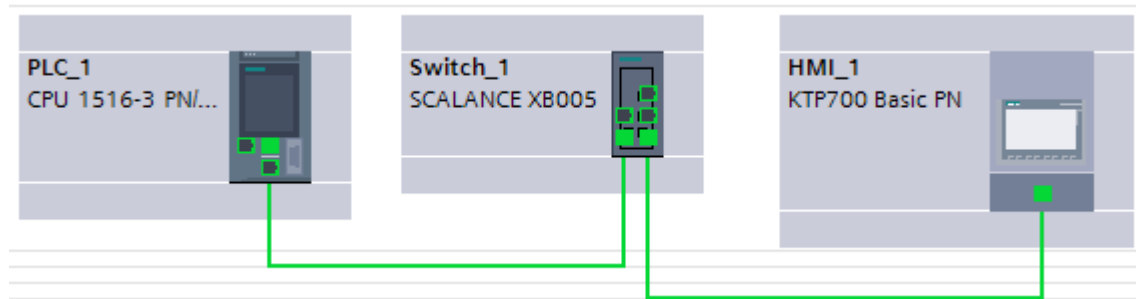 PLC_1
CPU 1516-3 PN/...
Switch_1
SCALANCE XB005
HMI_1
KTP700 Basic PN